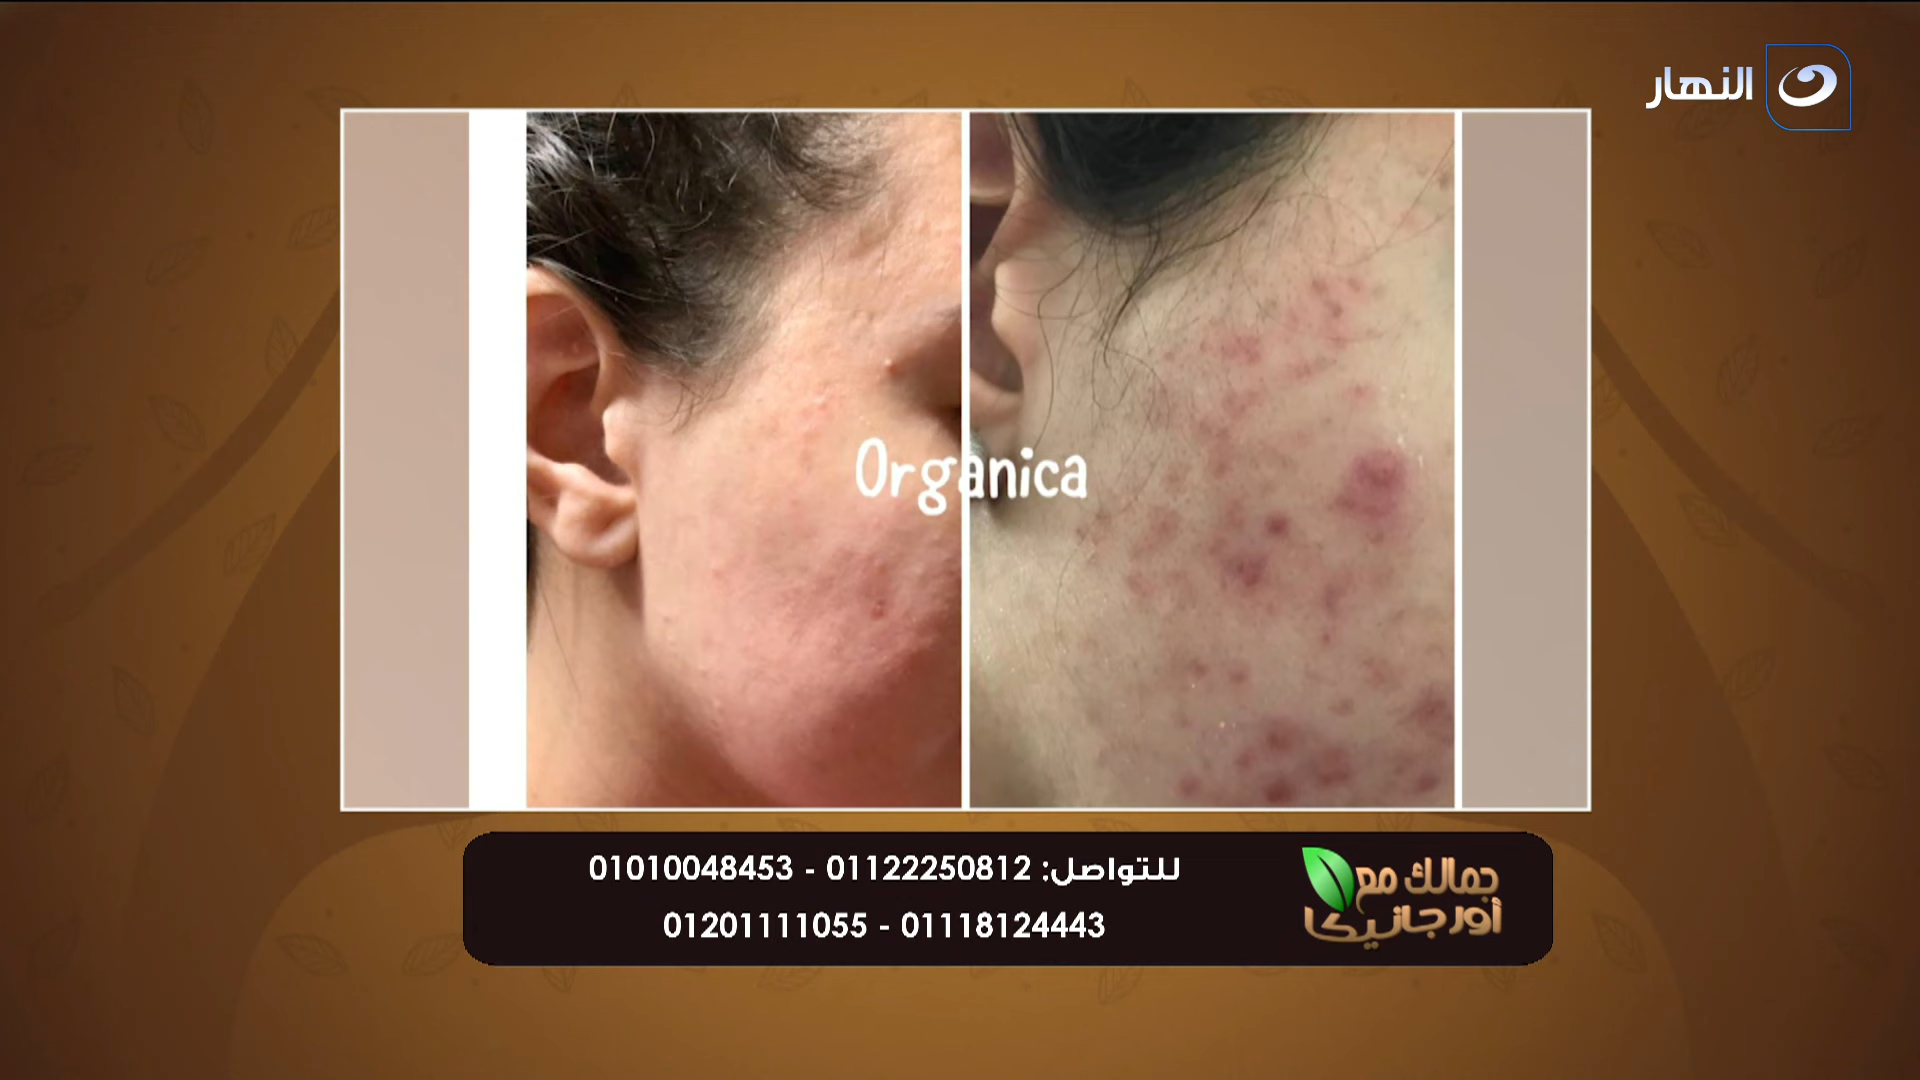 النهار
Organica
للتواصل: 01122250812 - 01010048453
01118124443 - 01201111055
جمالك مع
أورجانيكا